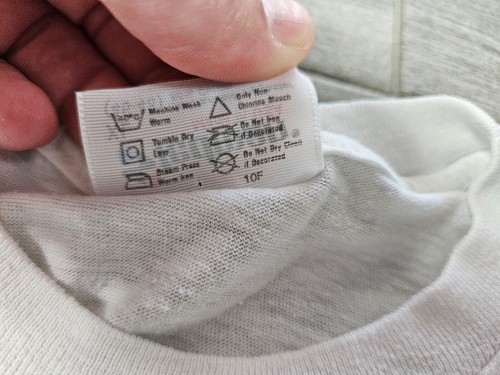 Machine Wash
Warm
Tumble Dry
Low
Steam Press
Warm Iron
Only Non-
Chlorine Bleach
Do Not Iron
if Decorated
Do Not Dry Clean
if Decorated
10F